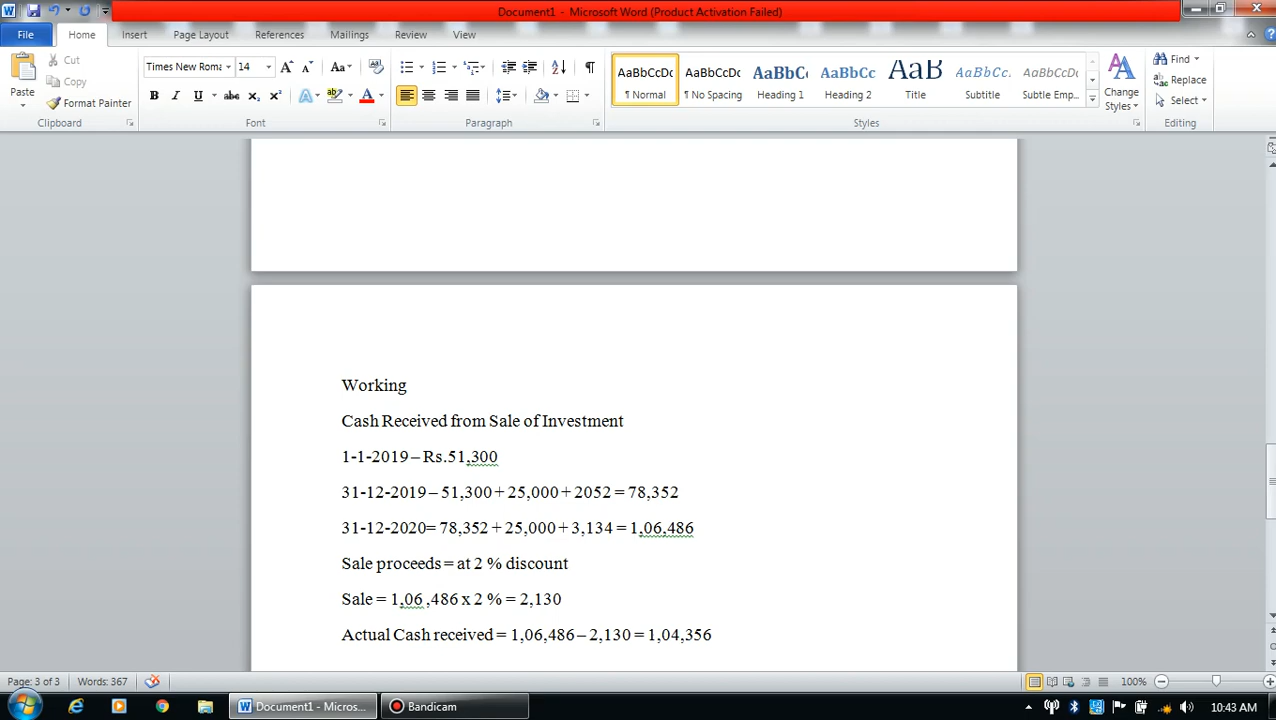 Document1 - Microsoft Word (Product Activation Failed)
File Home Insert Page Layout References Mailings Review View
Cut
Copy
Format Painter
Paste
Clipboard
Times New Roma 14
Font
Paragraph
AaBbCcDc AaBbCcDc AaBbC AaBbCc AaB AaBbCc. AaBbCcDc
¶ Normal ¶ No Spacing Heading 1 Heading 2 Title Subtitle Subtle Emp...
Styles
Change Styles
Find
Replace
Select
Editing
Working
Cash Received from Sale of Investment
1-1-2019 – Rs.51,300
31-12-2019 – 51,300 + 25,000 + 2052 = 78,352
31-12-2020= 78,352 + 25,000 + 3,134 = 1,06,486
Sale proceeds = at 2 % discount
Sale = 1,06 ,486 x 2 % = 2,130
Actual Cash received = 1,06,486 – 2,130 = 1,04,356
Page: 3 of 3 Words: 367 100%
Document1 - Micros... Bandicam 10:43 AM